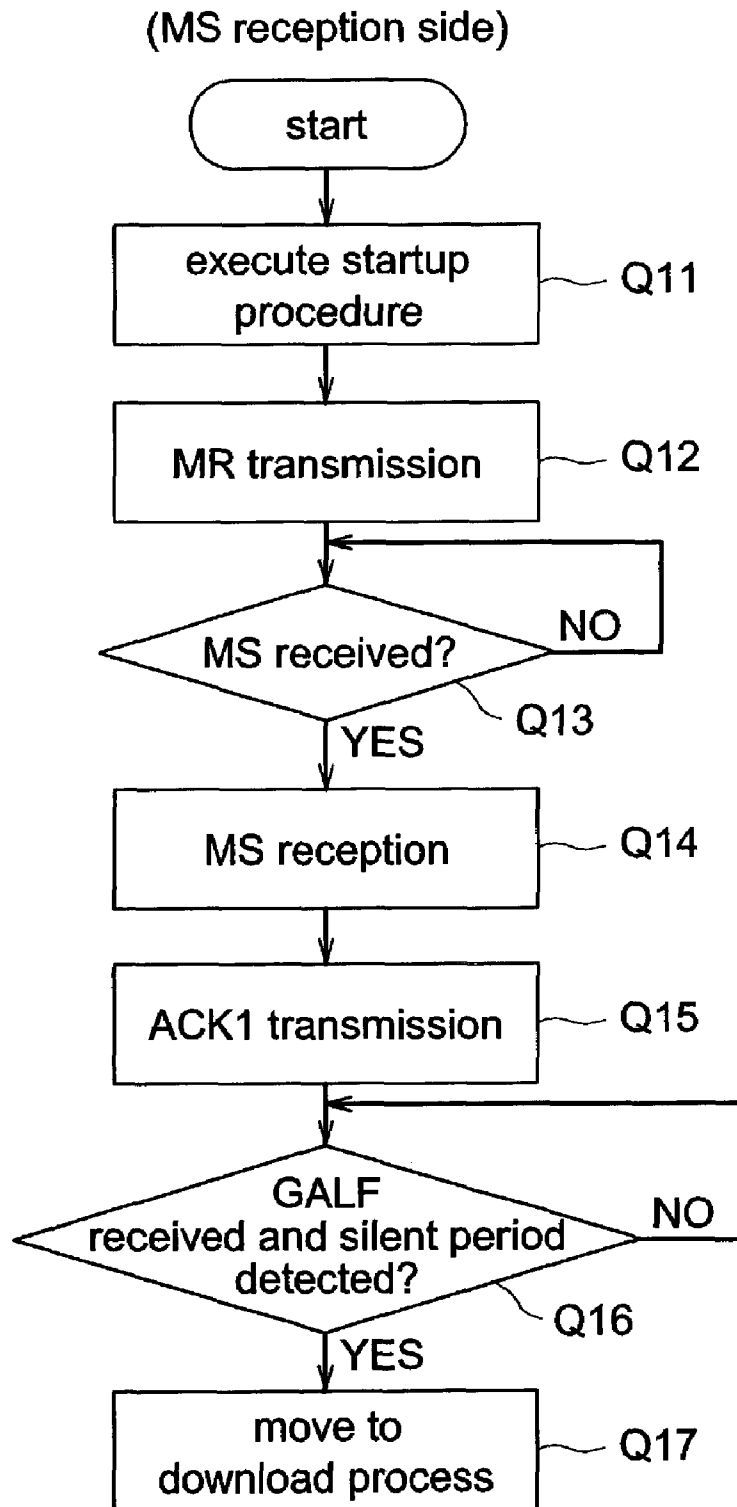 (MS reception side)
start
execute startup
procedure
Q11
MR transmission
Q12
MS received?
NO
Q13
YES
MS reception
Q14
ACK1 transmission
Q15
GALF
received and silent period
detected?
NO
Q16
YES
move to
download process
Q17